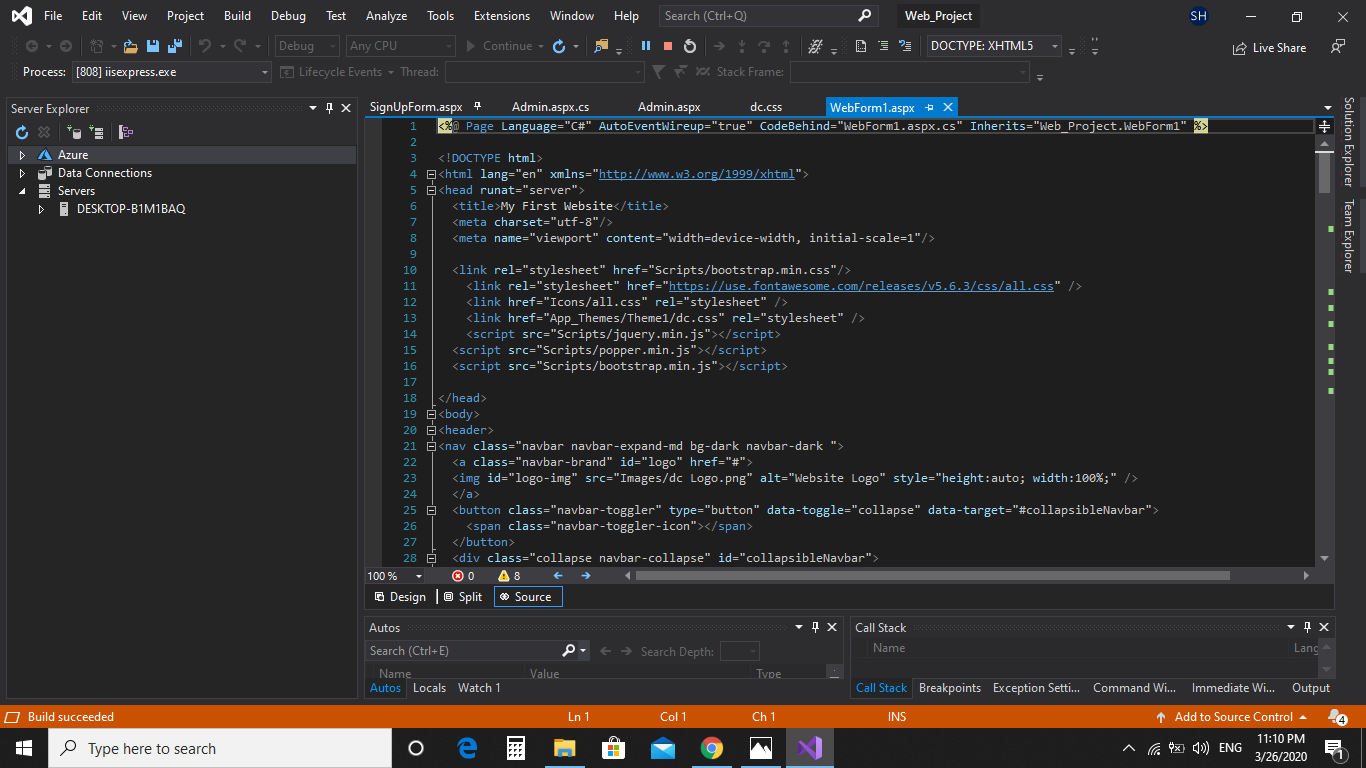 File Edit View Project Build Debug Test Analyze Tools Extensions Window Help Search (Ctrl+Q) Web_Project SH
Debug Any CPU Continue DOCTYPE: XHTML5 Live Share
Process: [808] iisexpress.exe Lifecycle Events Thread: Stack Frame:
Server Explorer
Azure
Data Connections
Servers
DESKTOP-B1M1BAQ
SignUpForm.aspx Admin.aspx.cs Admin.aspx dc.css WebForm1.aspx
1 <%@ Page Language="C#" AutoEventWireup="true" CodeBehind="WebForm1.aspx.cs" Inherits="Web_Project.WebForm1" %>
2
3 <!DOCTYPE html>
4 <html lang="en" xmlns="http://www.w3.org/1999/xhtml">
5 <head runat="server">
6 <title>My First Website</title>
7 <meta charset="utf-8"/>
8 <meta name="viewport" content="width=device-width, initial-scale=1"/>
9
10 <link rel="stylesheet" href="Scripts/bootstrap.min.css"/>
11 <link rel="stylesheet" href="https://use.fontawesome.com/releases/v5.6.3/css/all.css" />
12 <link href="Icons/all.css" rel="stylesheet" />
13 <link href="App_Themes/Theme1/dc.css" rel="stylesheet" />
14 <script src="Scripts/jquery.min.js"></script>
15 <script src="Scripts/popper.min.js"></script>
16 <script src="Scripts/bootstrap.min.js"></script>
17
18 </head>
19 <body>
20 <header>
21 <nav class="navbar navbar-expand-md bg-dark navbar-dark ">
22 <a class="navbar-brand" id="logo" href="#">
23 <img id="logo-img" src="Images/dc Logo.png" alt="Website Logo" style="height:auto; width:100%;" />
24 </a>
25 <button class="navbar-toggler" type="button" data-toggle="collapse" data-target="#collapsibleNavbar">
26 <span class="navbar-toggler-icon"></span>
27 </button>
28 <div class="collapse navbar-collapse" id="collapsibleNavbar">
Solution Explorer
Team Explorer
100 % 0 8
Design Split Source
Autos
Search (Ctrl+E) Search Depth:
Name Value Type
Autos Locals Watch 1
Call Stack
Name Lang
Call Stack Breakpoints Exception Setti... Command Wi... Immediate Wi... Output
Build succeeded Ln 1 Col 1 Ch 1 INS Add to Source Control 4
Type here to search ENG 11:10 PM
3/26/2020 1